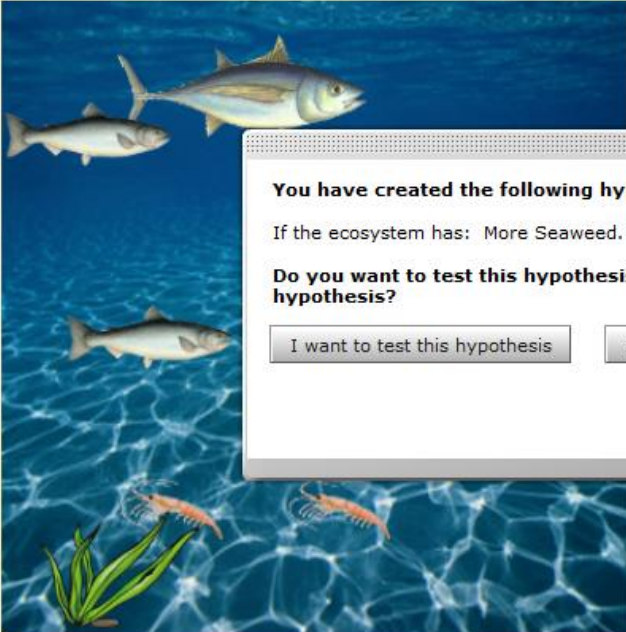 You have created the following hy
If the ecosystem has:  More Seaweed.
Do you want to test this hypothesis
hypothesis?
I want to test this hypothesis